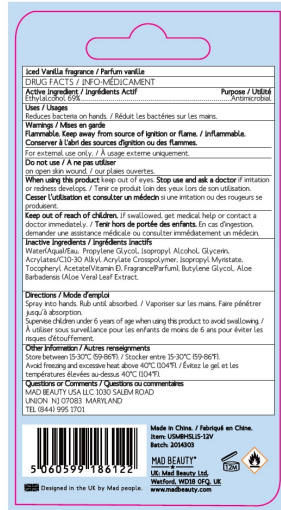 Iced Vanilla fragrance / Parfum vanille
DRUG FACTS / INFO-MÉDICAMENT
Active Ingredient / Ingrédients Actif Purpose / Utilité
Ethylalcohol 69%................................Antimicrobial
Uses / Usages
Reduces bacteria on hands. / Réduit les bactéries sur les mains.
Warnings / Mises en garde
Flammable. Keep away from source of ignition or flame. / Inflammable.
Conserver à l'abri des sources d'ignition ou des flammes.
For external use only. / À usage externe uniquement.
Do not use / A ne pas utiliser
on open skin wound. / our plaies ouvertes.
When using this product keep out of eyes. Stop use and ask a doctor if irritation
or redness develops. / Tenir ce produit loin des yeux lors de son utilisation.
Cesser l'utilisation et consulter un médecin si une irritation ou des rougeurs se
produisent.
Keep out of reach of children. If swallowed, get medical help or contact a
doctor immediately. / Tenir hors de portée des enfants. En cas d'ingestion,
demander une assistance médicale ou consulter immédiatement un médecin.
Inactive Ingredients / Ingrédients Inactifs
Water/Aqua/Eau, Propylene Glycol, Isopropyl Alcohol, Glycerin,
Acrylates/C10-30 Alkyl Acrylate Crosspolymer, Isopropyl Myristate,
Tocopheryl Acetate(Vitamin E), Fragrance(Parfum), Butylene Glycol, Aloe
Barbadensis Aloe Veral Leaf Extract.
Directions / Mode d'emploi
Spray into hands. Rub until absorbed. / Vaporiser sur les mains. Faire pénétrer
jusqu'à absorption.
Supervise children under 6 years of age when using this product to avoid swallowing. /
À utiliser sous surveillance pour les enfants de moins de 6 ans pour éviter les
risques d'étouffement.
Other Information / Autres renseignments
Store between 15-30°C (59-86°F). / Stocker entre 15-30°C (59-86°F).
Avoid freezing and excessive heat above 40°C (104°F). / Évitez le gel et les
températures élevées au-dessus 40°C (104°F).
Questions or Comments / Questions ou commentaires
MAD BEAUTY USA LLC 1030 SALEM ROAD
UNION NJ 07083 MARYLAND
TEL (844) 995 1701
Made in China. / Fabriqué en Chine.
Item: USMBHSL15-12V
Batch: 2014303
5 060599 186122
MAD BEAUTY
UK: Mad Beauty Ltd,
Watford, WD18 0FQ, UK
www.madbeauty.com
12M
Designed in the UK by Mad people.